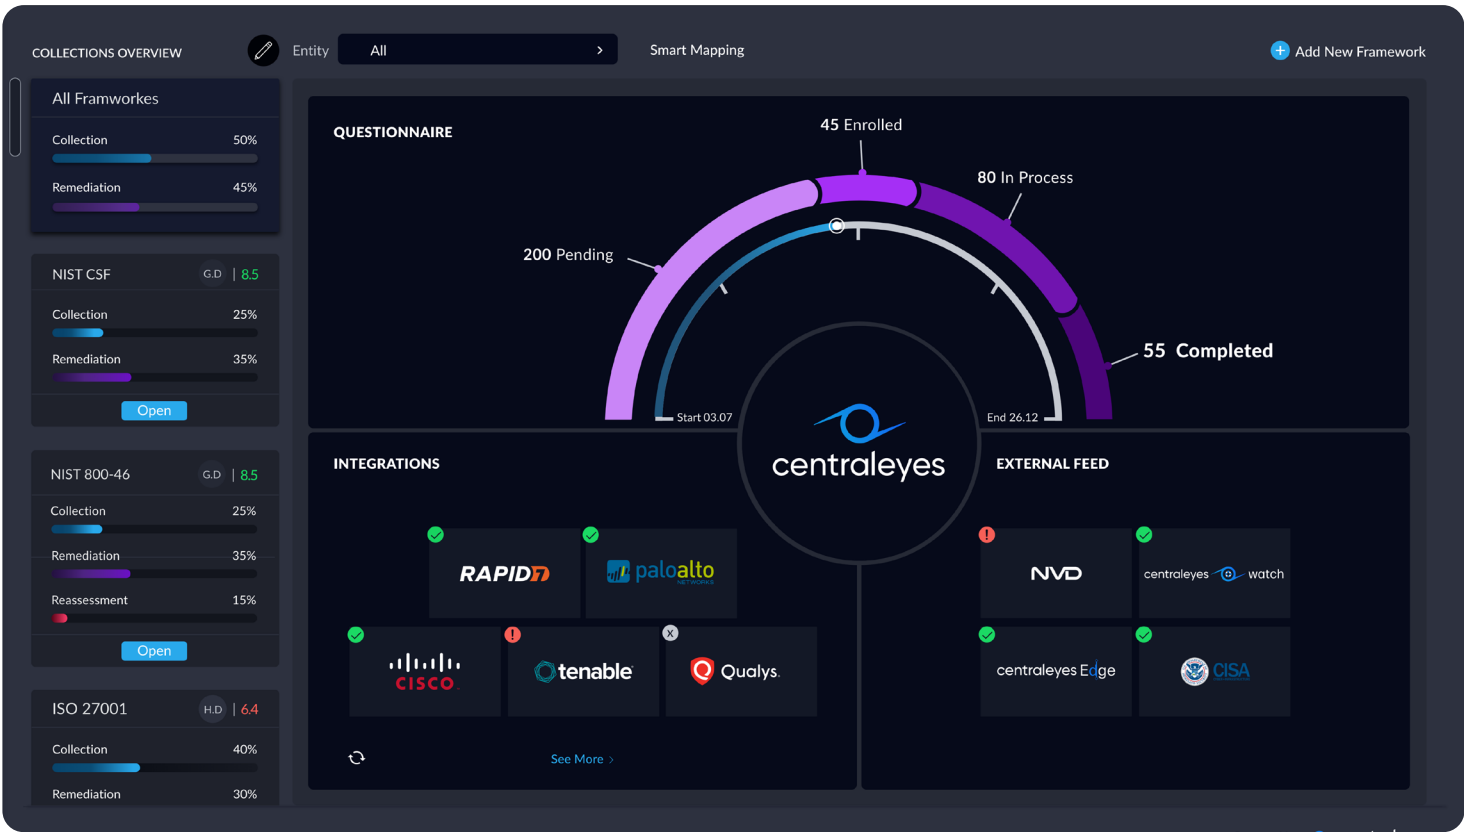 COLLECTIONS OVERVIEW
Entity
All
Smart Mapping
Add New Framework
All Framworkes
Collection 50%
Remediation 45%
NIST CSF G.D | 8.5
Collection 25%
Remediation 35%
Open
NIST 800-46 G.D | 8.5
Collection 25%
Remediation 35%
Reassessment 15%
Open
ISO 27001 H.D | 6.4
Collection 40%
Remediation 30%
QUESTIONNAIRE
45 Enrolled
80 In Process
200 Pending
55 Completed
Start 03.07
End 26.12
centraleyes
INTEGRATIONS
RAPID7
paloalto
NETWORKS
CISCO
tenable
Qualys.
See More >
EXTERNAL FEED
NVD
centraleyes watch
centraleyes Edge
CISA